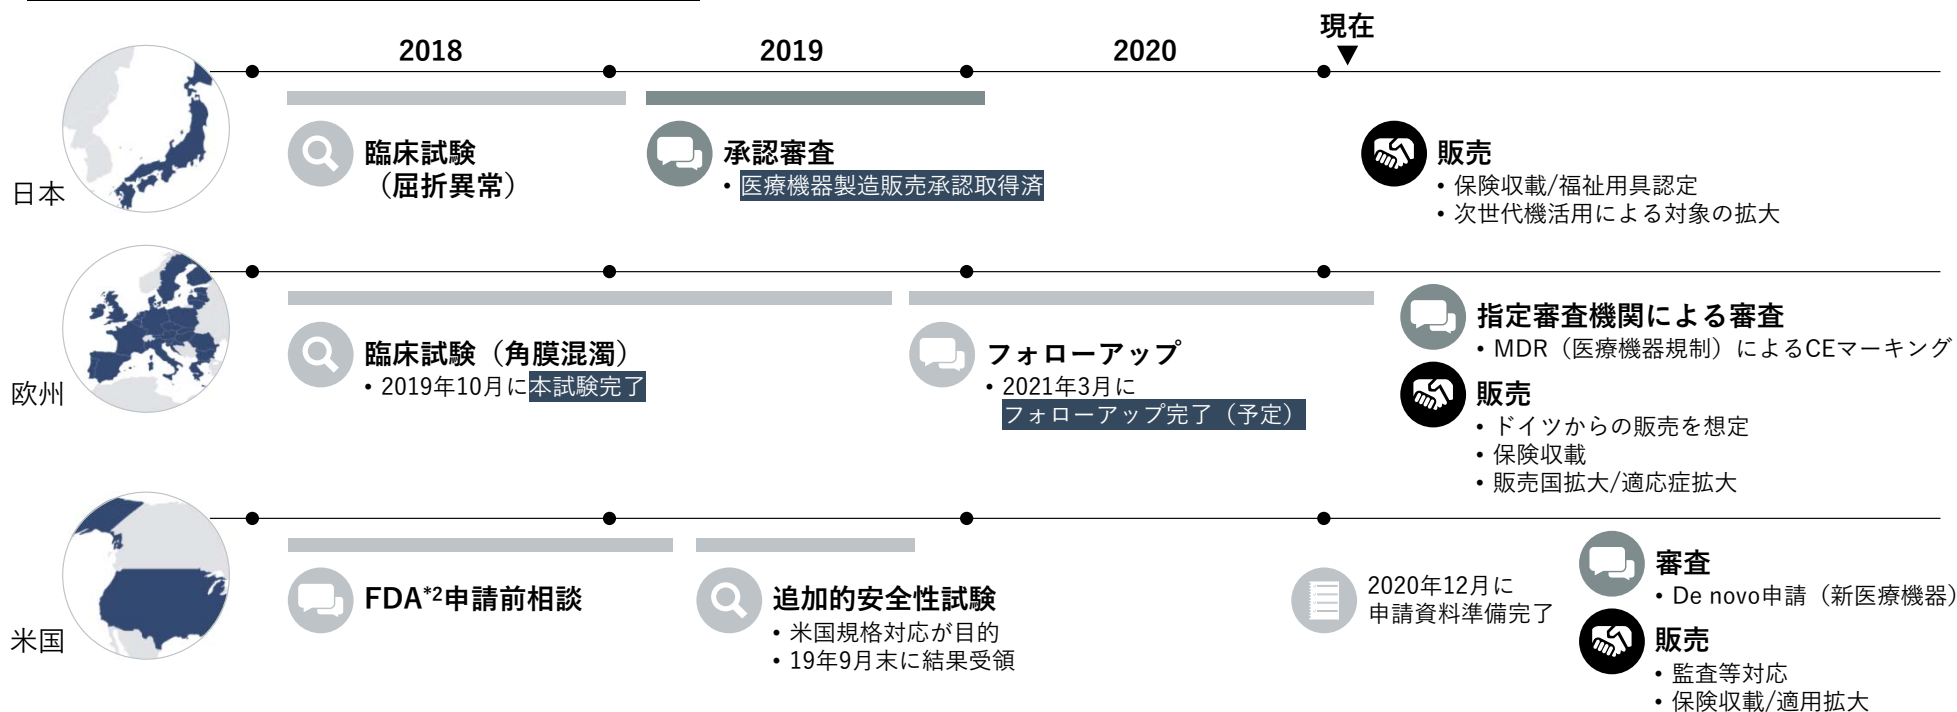 現在
2018
2019
2020
日本
臨床試験
（屈折異常）
承認審査
• 医療機器製造販売承認取得済
販売
• 保険収載/福祉用具認定
• 次世代機活用による対象の拡大
欧州
臨床試験（角膜混濁）
• 2019年10月に本試験完了
フォローアップ
• 2021年3月に
フォローアップ完了（予定）
指定審査機関による審査
• MDR（医療機器規制）によるCEマーキング
販売
• ドイツからの販売を想定
• 保険収載
• 販売国拡大/適応症拡大
米国
FDA*2申請前相談
追加的安全性試験
• 米国規格対応が目的
• 19年9月末に結果受領
2020年12月に
申請資料準備完了
審査
• De novo申請（新医療機器）
販売
• 監査等対応
• 保険収載/適用拡大